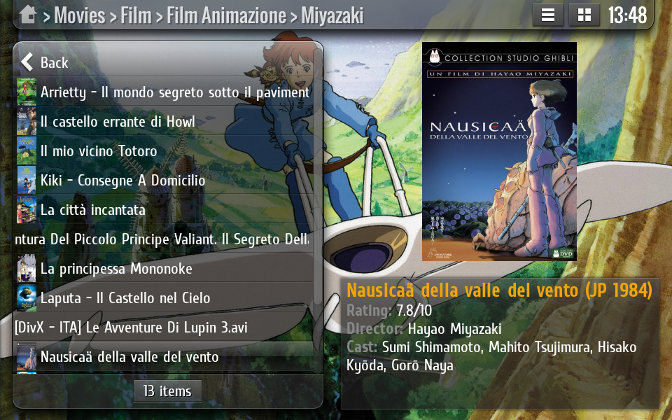 > Movies > Film > Film Animazione > Miyazaki
13:48
Back
Arrietty - Il mondo segreto sotto il paviment
Il castello errante di Howl
Il mio vicino Totoro
Kiki - Consegne A Domicilio
La città incantata
ntura Del Piccolo Principe Valiant. Il Segreto Dell
La principessa Mononoke
Laputa - Il Castello nel Cielo
[DivX - ITA] Le Avventure Di Lupin 3.avi
Nausicaä della valle del vento
13 items
COLLECTION STUDIO GHIBLI
UN FILM DI HAYAO MIYAZAKI
NAUSICAÄ
DELLA VALLE DEL VENTO
DVD
Nausicaä della valle del vento (JP 1984)
Rating: 7.8/10
Director: Hayao Miyazaki
Cast: Sumi Shimamoto, Mahito Tsujimura, Hisako
Kyôda, Gorô Naya